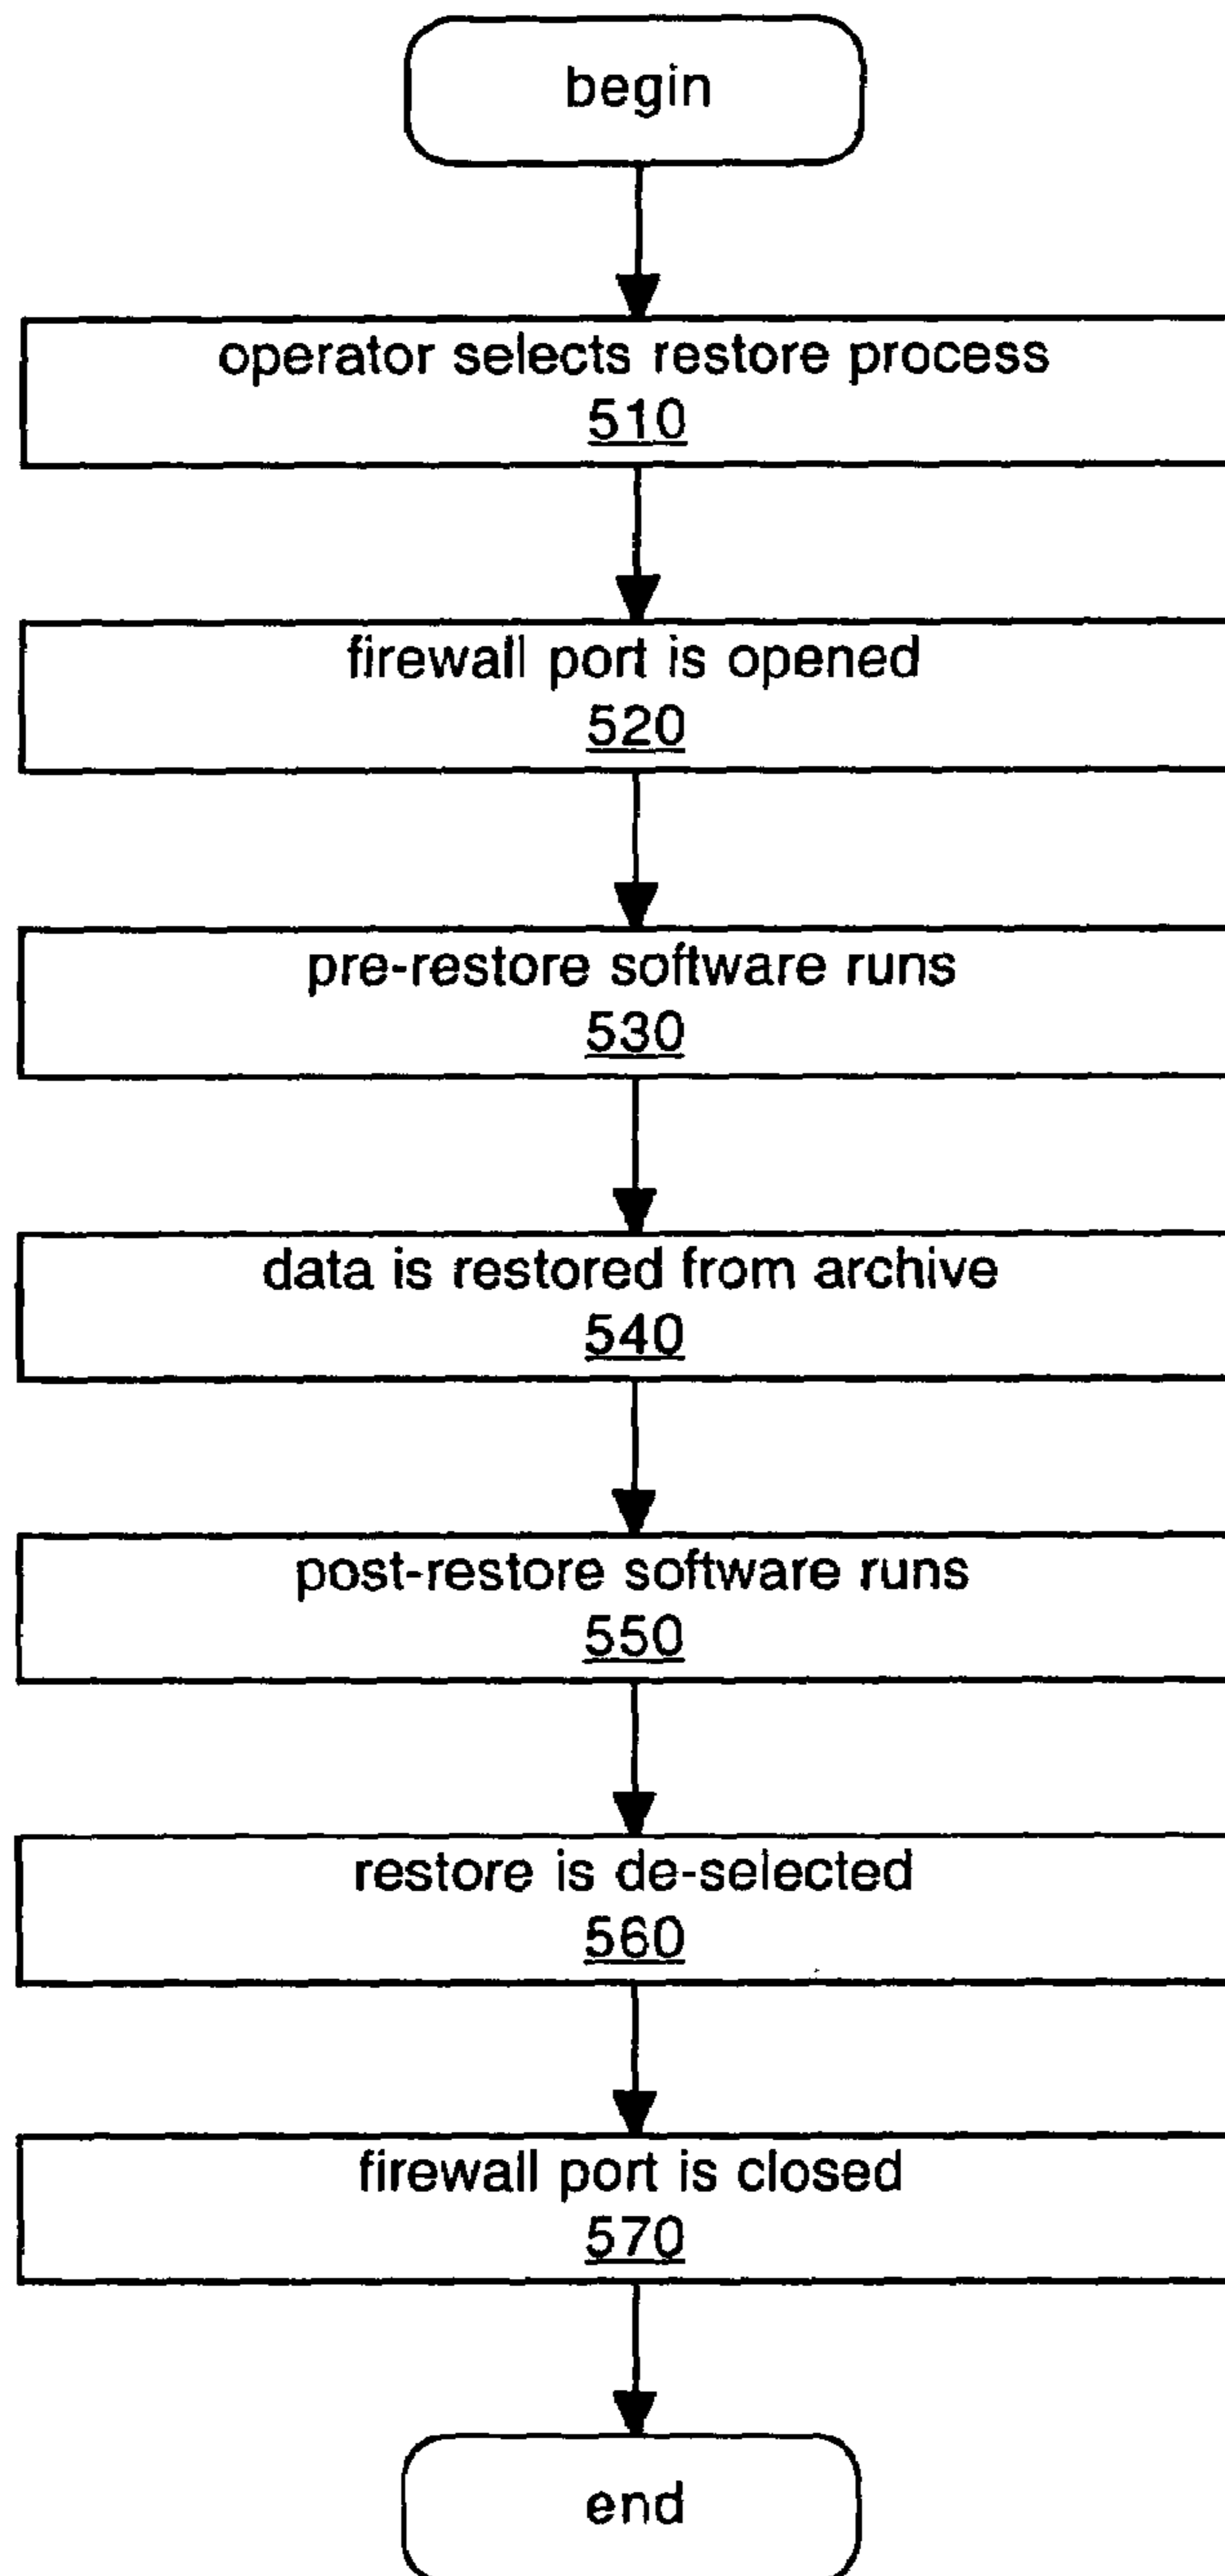 begin
operator selects restore process
510
firewall port is opened
520
pre-restore software runs
530
data is restored from archive
540
post-restore software runs
550
restore is de-selected
560
firewall port is closed
570
end